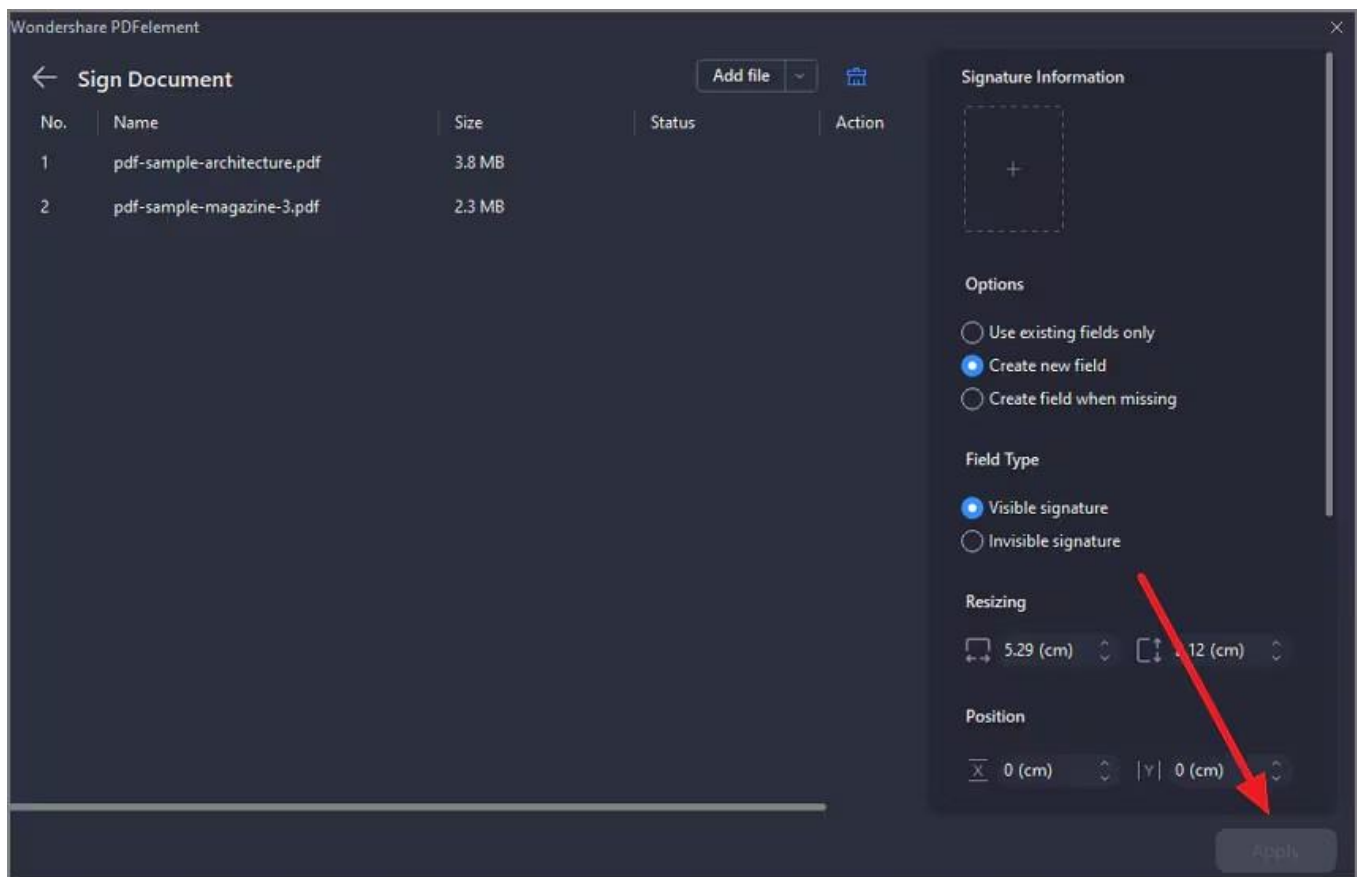 Wondershare PDFelement
Sign Document
Add file
No. Name Size Status Action
1 pdf-sample-architecture.pdf 3.8 MB
2 pdf-sample-magazine-3.pdf 2.3 MB
Signature Information
Options
Use existing fields only
Create new field
Create field when missing
Field Type
Visible signature
Invisible signature
Resizing
5.29 (cm) 12 (cm)
Position
X 0 (cm) Y 0 (cm)
Apply